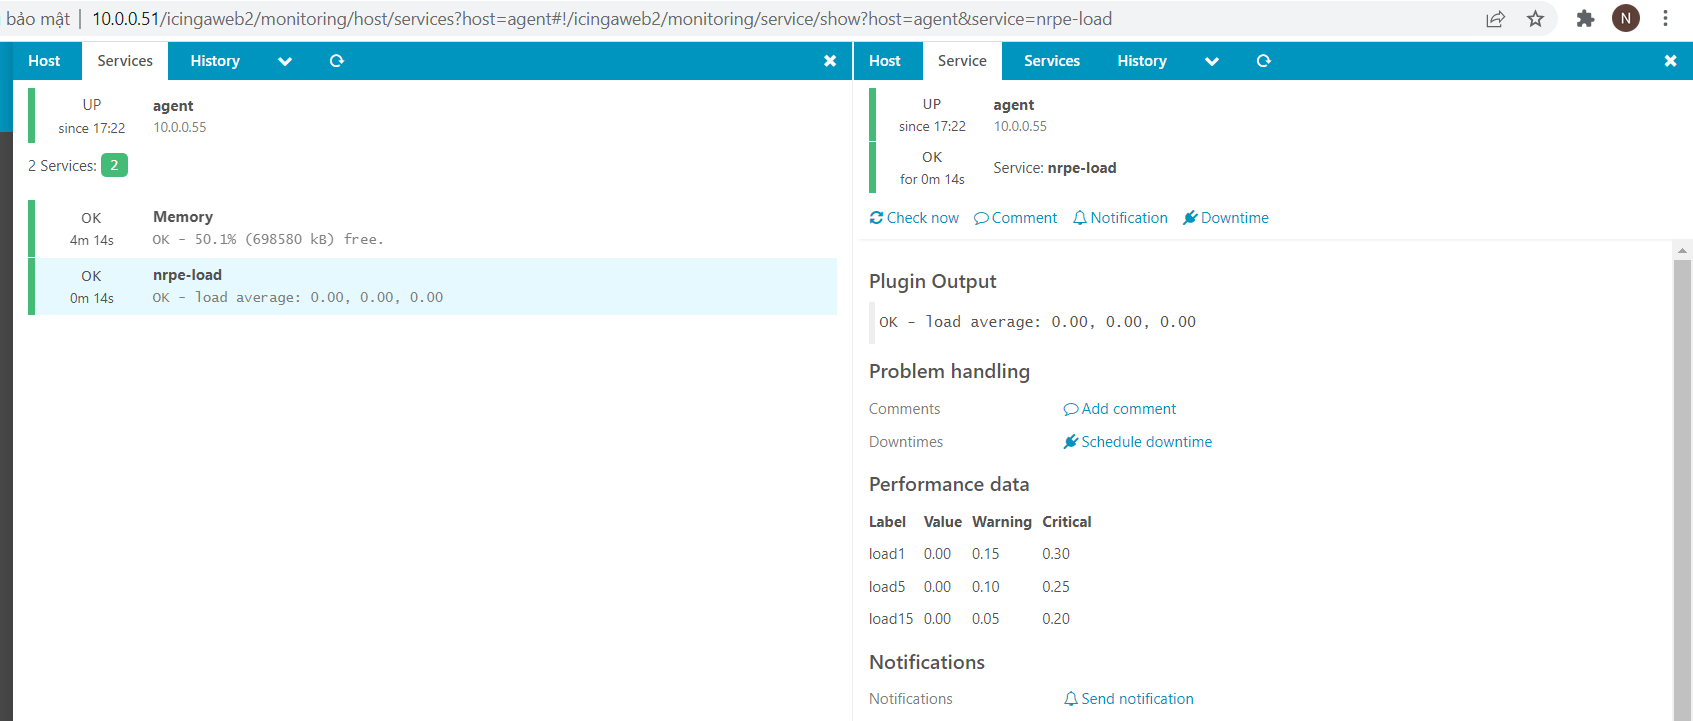 bảo mật | 10.0.0.51/icingaweb2/monitoring/host/services?host=agent#!/icingaweb2/monitoring/service/show?host=agent&service=nrpe-load
N
Host Services History
UP agent
since 17:22 10.0.0.55
2 Services: 2
OK Memory
4m 14s OK - 50.1% (698580 kB) free.
OK nrpe-load
0m 14s OK - load average: 0.00, 0.00, 0.00
Host Service Services History
UP agent
since 17:22 10.0.0.55
OK
Service: nrpe-load
for 0m 14s
Check now Comment Notification Downtime
Plugin Output
OK - load average: 0.00, 0.00, 0.00
Problem handling
Comments Add comment
Downtimes Schedule downtime
Performance data
Label Value Warning Critical
load1 0.00 0.15 0.30
load5 0.00 0.10 0.25
load15 0.00 0.05 0.20
Notifications
Notifications Send notification